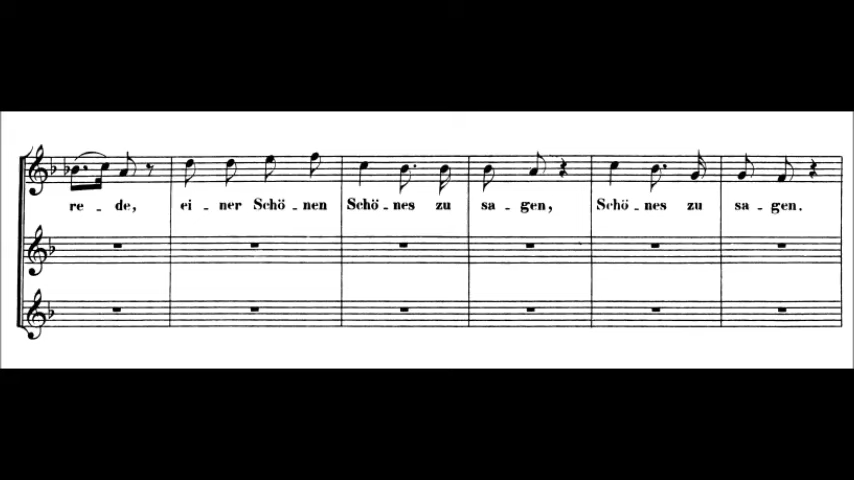 re - de, ei - ner Schö - nen Schö - nes zu sa - gen, Schö - nes zu sa - gen.